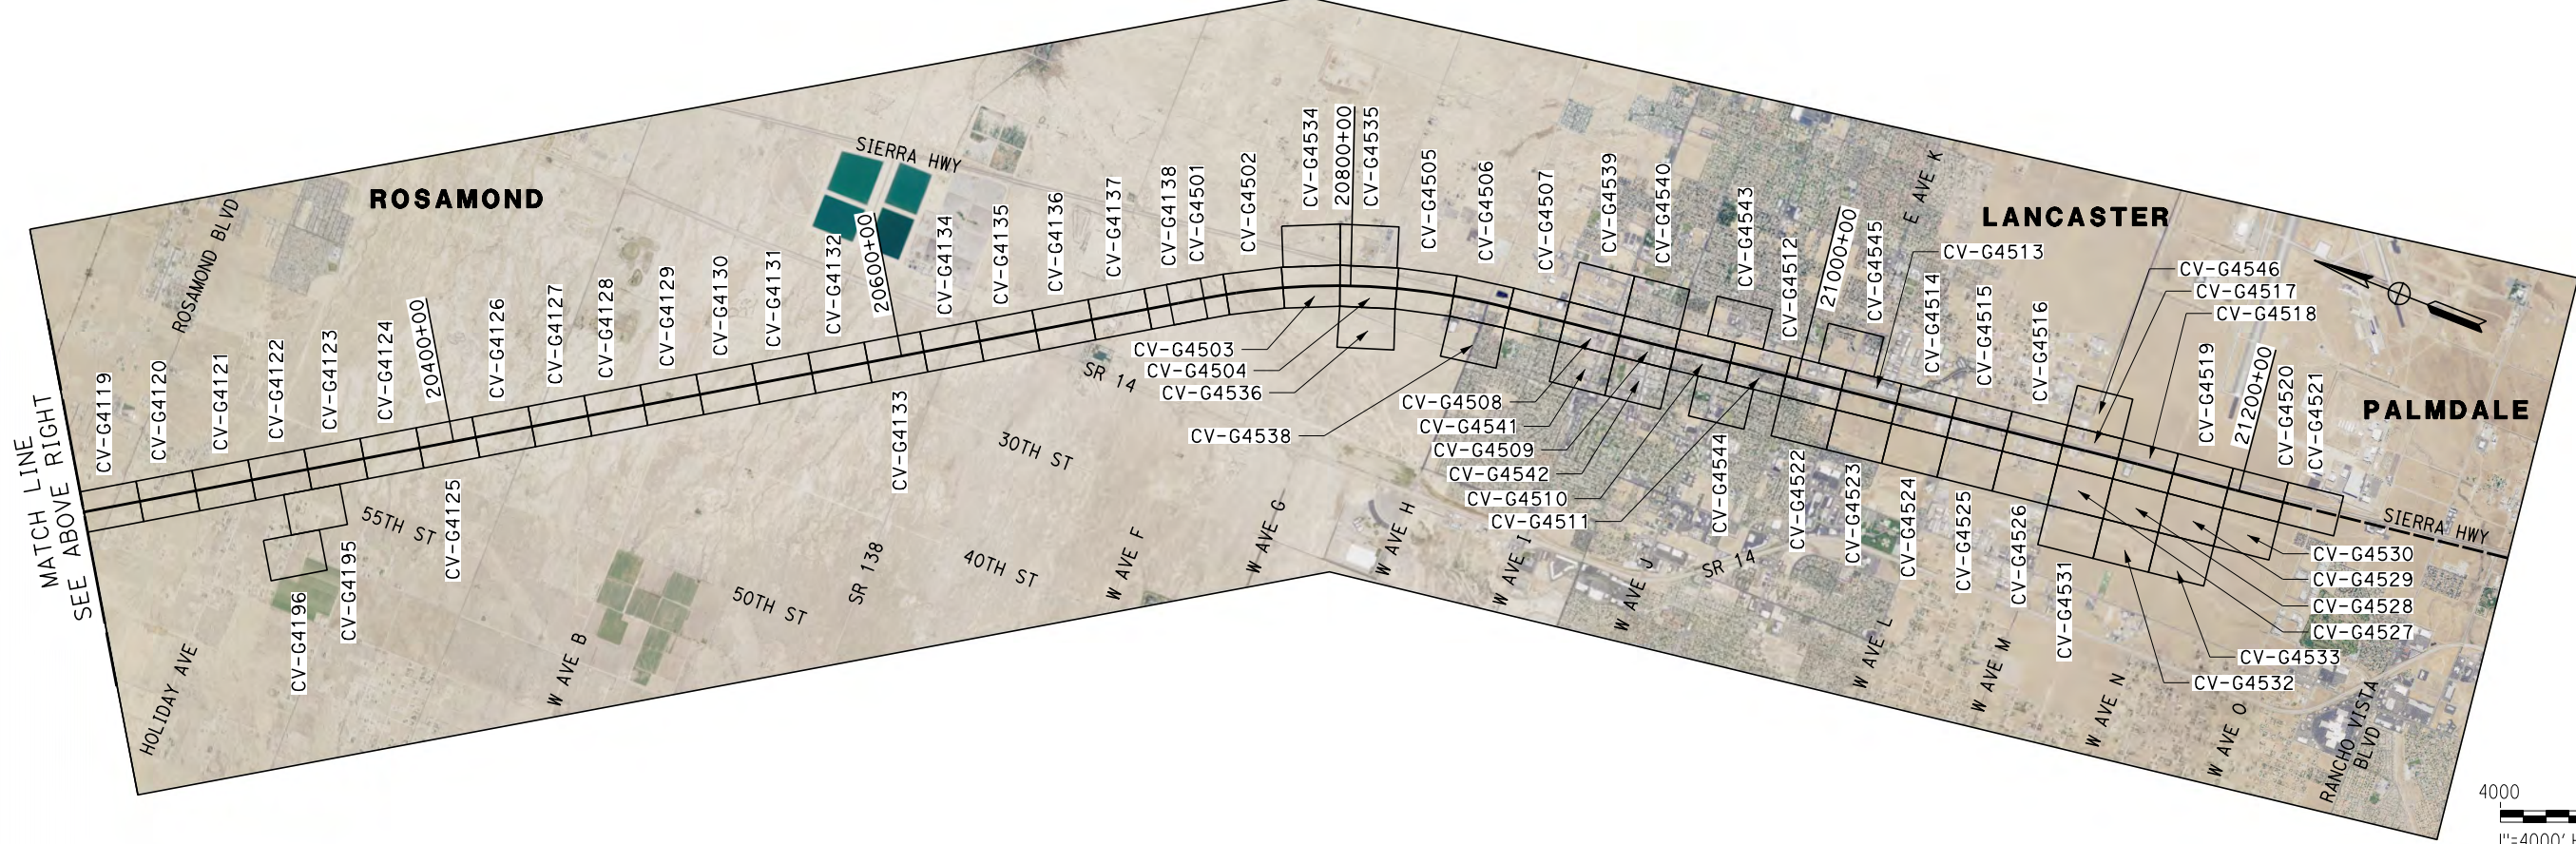 ROSAMOND
LANCASTER
PALMDALE
MATCH LINE
SEE ABOVE RIGHT
ROSAMOND BLVD
SIERRA HWY
E AVE K
CV-G4119
CV-G4120
CV-G4121
CV-G4122
CV-G4123
CV-G4124
20400+00
CV-G4126
CV-G4127
CV-G4128
CV-G4129
CV-G4130
CV-G4131
CV-G4132
20600+00
CV-G4134
CV-G4135
CV-G4136
CV-G4137
CV-G4138
CV-G4501
CV-G4502
CV-G4534
20800+00
CV-G4535
CV-G4505
CV-G4506
CV-G4507
CV-G4539
CV-G4540
CV-G4543
CV-G4512
21000+00
CV-G4545
CV-G4513
CV-G4514
CV-G4515
CV-G4516
CV-G4546
CV-G4517
CV-G4518
CV-G4519
21200+00
CV-G4520
CV-G4521
CV-G4196
CV-G4195
CV-G4125
CV-G4133
CV-G4503
CV-G4504
CV-G4536
CV-G4538
CV-G4508
CV-G4541
CV-G4509
CV-G4542
CV-G4510
CV-G4511
CV-G4544
CV-G4522
CV-G4523
CV-G4524
CV-G4525
CV-G4526
CV-G4531
CV-G4530
CV-G4529
CV-G4528
CV-G4527
CV-G4533
CV-G4532
HOLIDAY AVE
55TH ST
W AVE B
50TH ST
SR 138
40TH ST
30TH ST
SR 14
W AVE F
W AVE G
W AVE H
W AVE I
W AVE J
SR 14
W AVE L
W AVE M
W AVE N
W AVE O
RANCHO VISTA
BLVD
SIERRA HWY
4000
1"=4000'